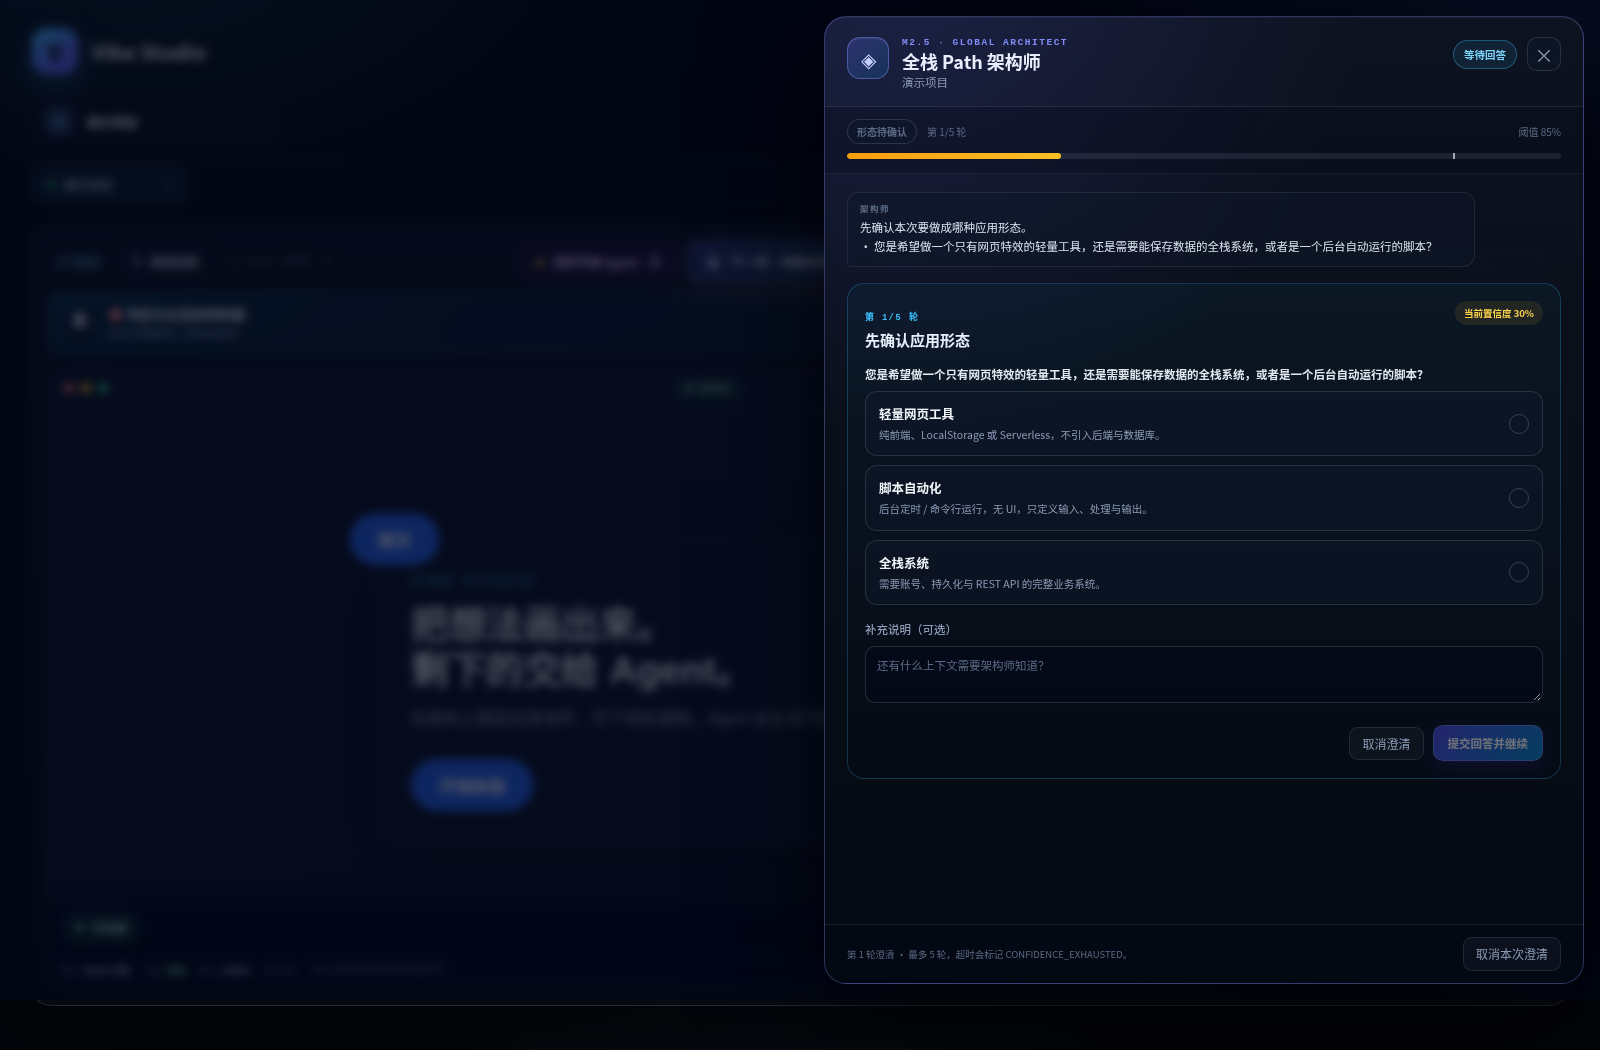 Vibe Studio
M2.5 · GLOBAL ARCHITECT
全栈 Path 架构师
演示项目
等待回答
形态待确认
第 1/5 轮
阈值 85%
架构师
先确认本次要做成哪种应用形态。
• 您是希望做一个只有网页特效的轻量工具，还是需要能保存数据的全栈系统，或者是一个后台自动运行的脚本？
第 1/5 轮
当前置信度 30%
先确认应用形态
您是希望做一个只有网页特效的轻量工具，还是需要能保存数据的全栈系统，或者是一个后台自动运行的脚本？
轻量网页工具
纯前端、LocalStorage 或 Serverless，不引入后端与数据库。
脚本自动化
后台定时 / 命令行运行，无 UI，只定义输入、处理与输出。
全栈系统
需要账号、持久化与 REST API 的完整业务系统。
补充说明（可选）
还有什么上下文需要架构师知道？
取消澄清
提交回答并继续
第 1 轮澄清 · 最多 5 轮，超时会标记 CONFIDENCE_EXHAUSTED。
取消本次澄清
把想法画出来。
剩下的交给 Agent。